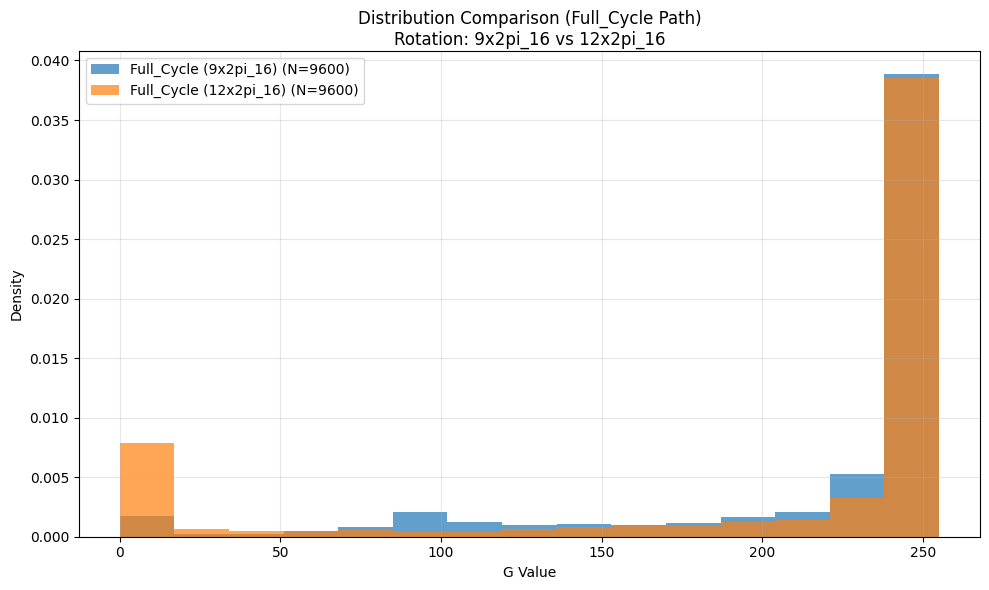 Distribution Comparison (Full_Cycle Path)
Rotation: 9x2pi_16 vs 12x2pi_16
Full_Cycle (9x2pi_16) (N=9600)
Full_Cycle (12x2pi_16) (N=9600)
0.040
0.035
0.030
0.025
0.020
0.015
0.010
0.005
0.000
Density
0 50 100 150 200 250
G Value